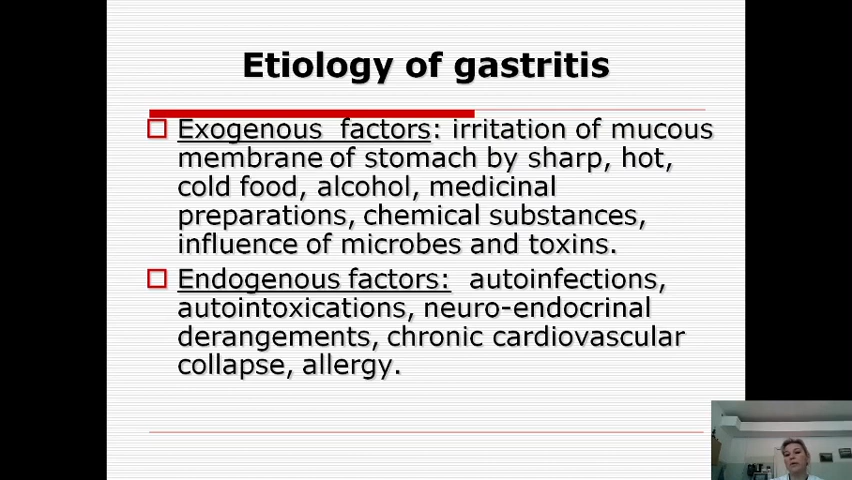 Etiology of gastritis
Exogenous factors: irritation of mucous
membrane of stomach by sharp, hot,
cold food, alcohol, medicinal
preparations, chemical substances,
influence of microbes and toxins.
Endogenous factors: autoinfections,
autointoxications, neuro-endocrinal
derangements, chronic cardiovascular
collapse, allergy.